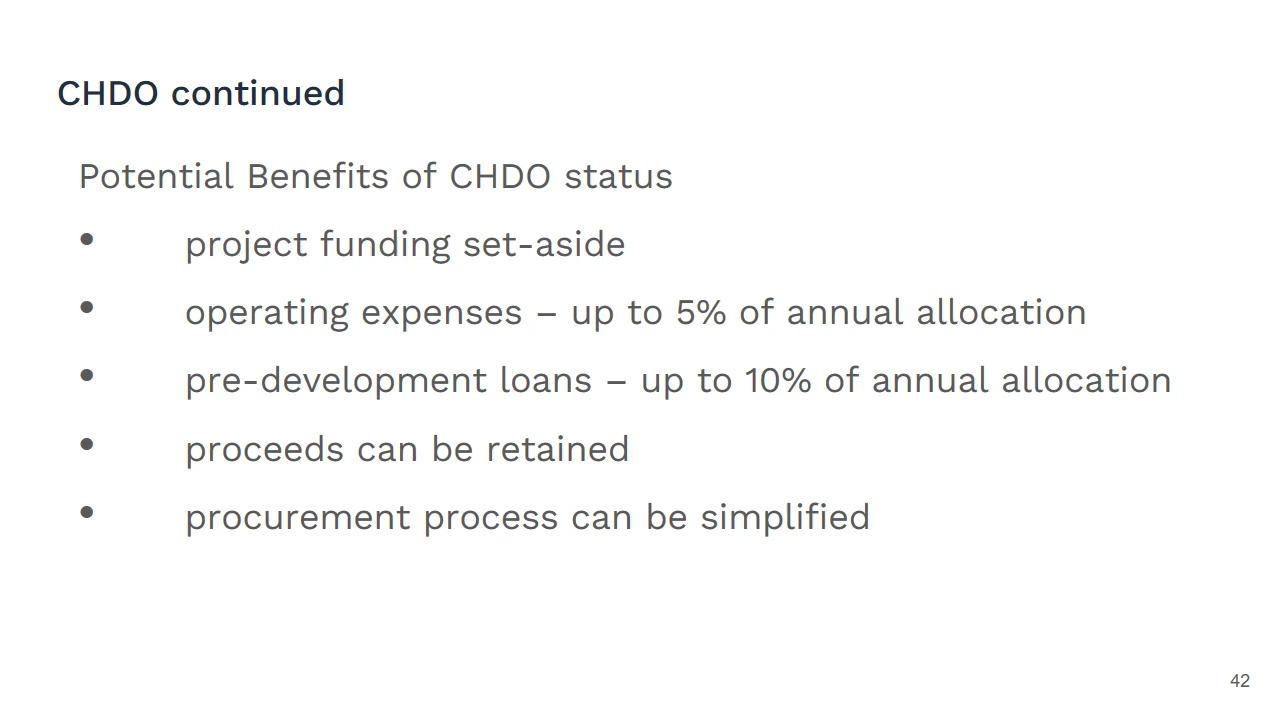 CHDO continued
Potential Benefits of CHDO status
• project funding set-aside
• operating expenses – up to 5% of annual allocation
• pre-development loans – up to 10% of annual allocation
• proceeds can be retained
• procurement process can be simplified
42